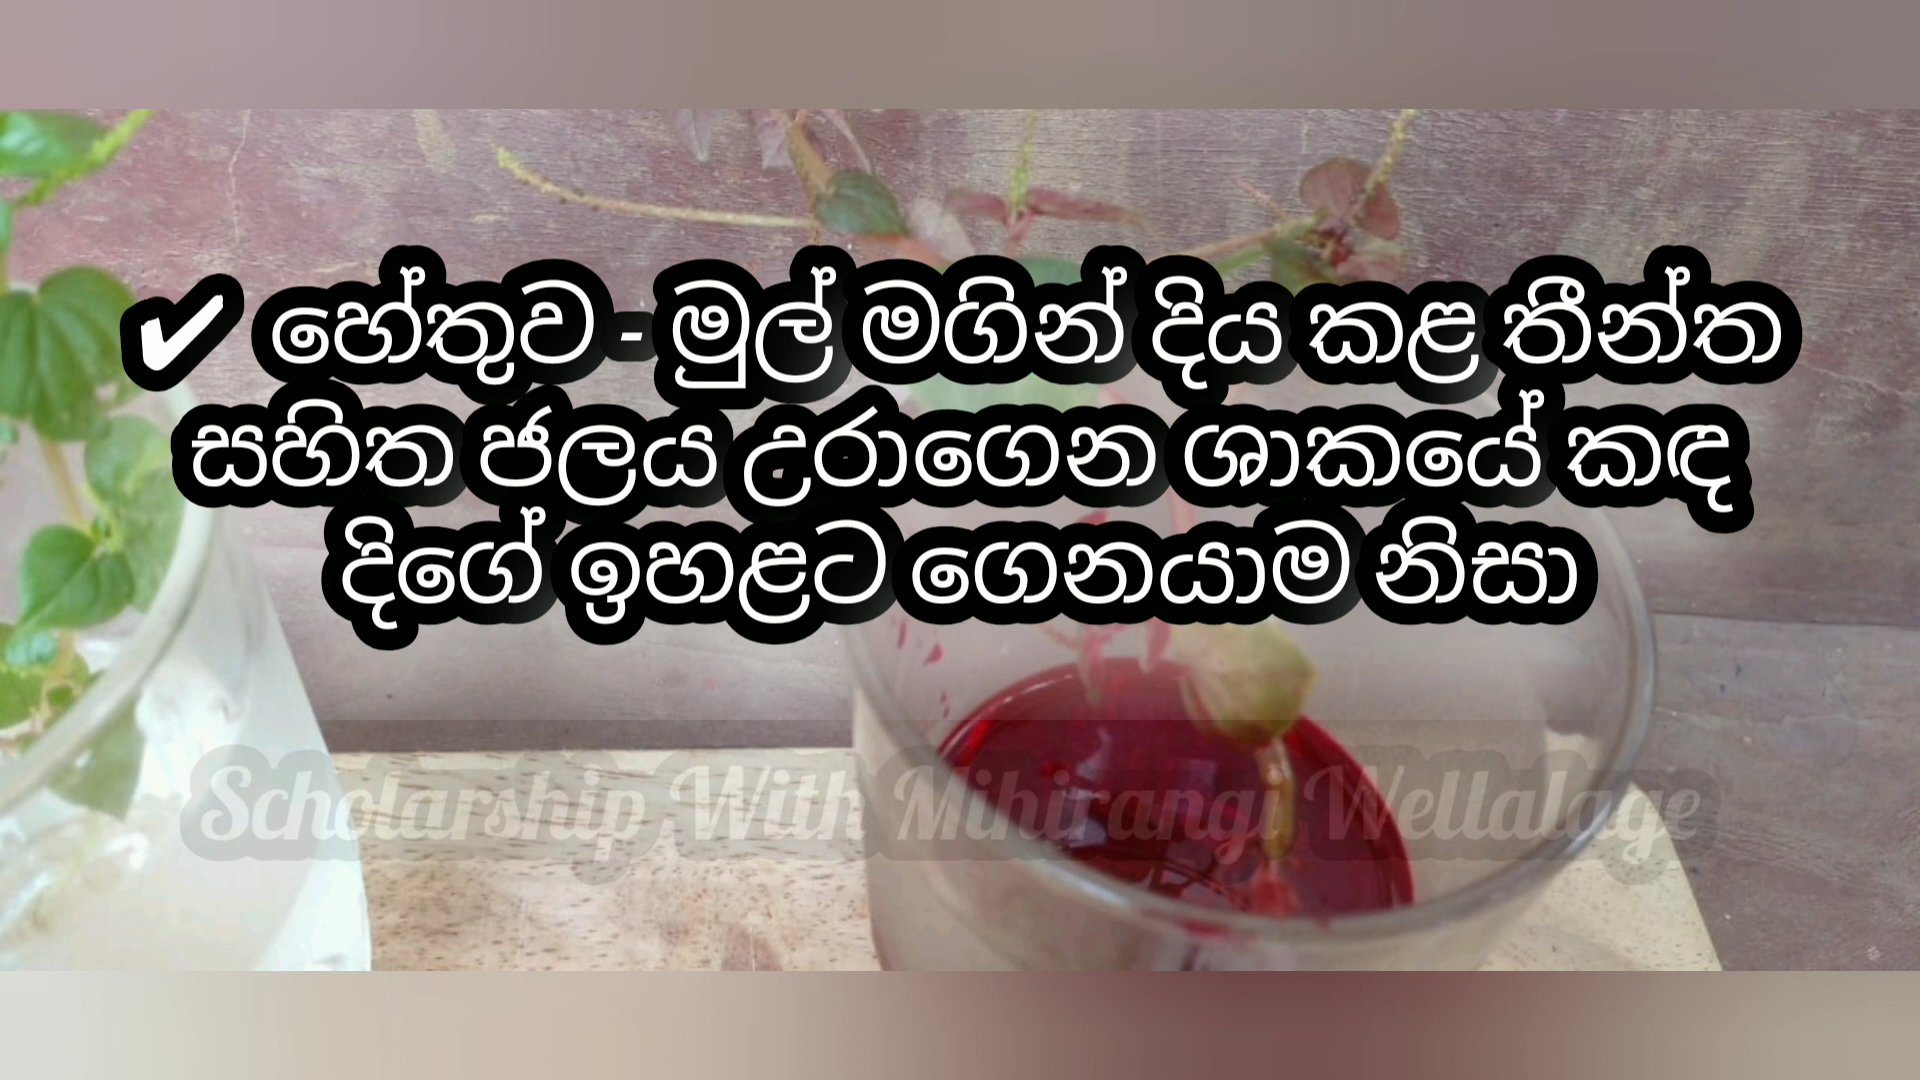 ✔ හේතුව - මුල් මගින් දිය කළ තීන්ත
සහිත ජලය උරාගෙන ශාකයේ කඳ
දිගේ ඉහළට ගෙනයාම නිසා
Scholarship With Mihirangi Wellalage